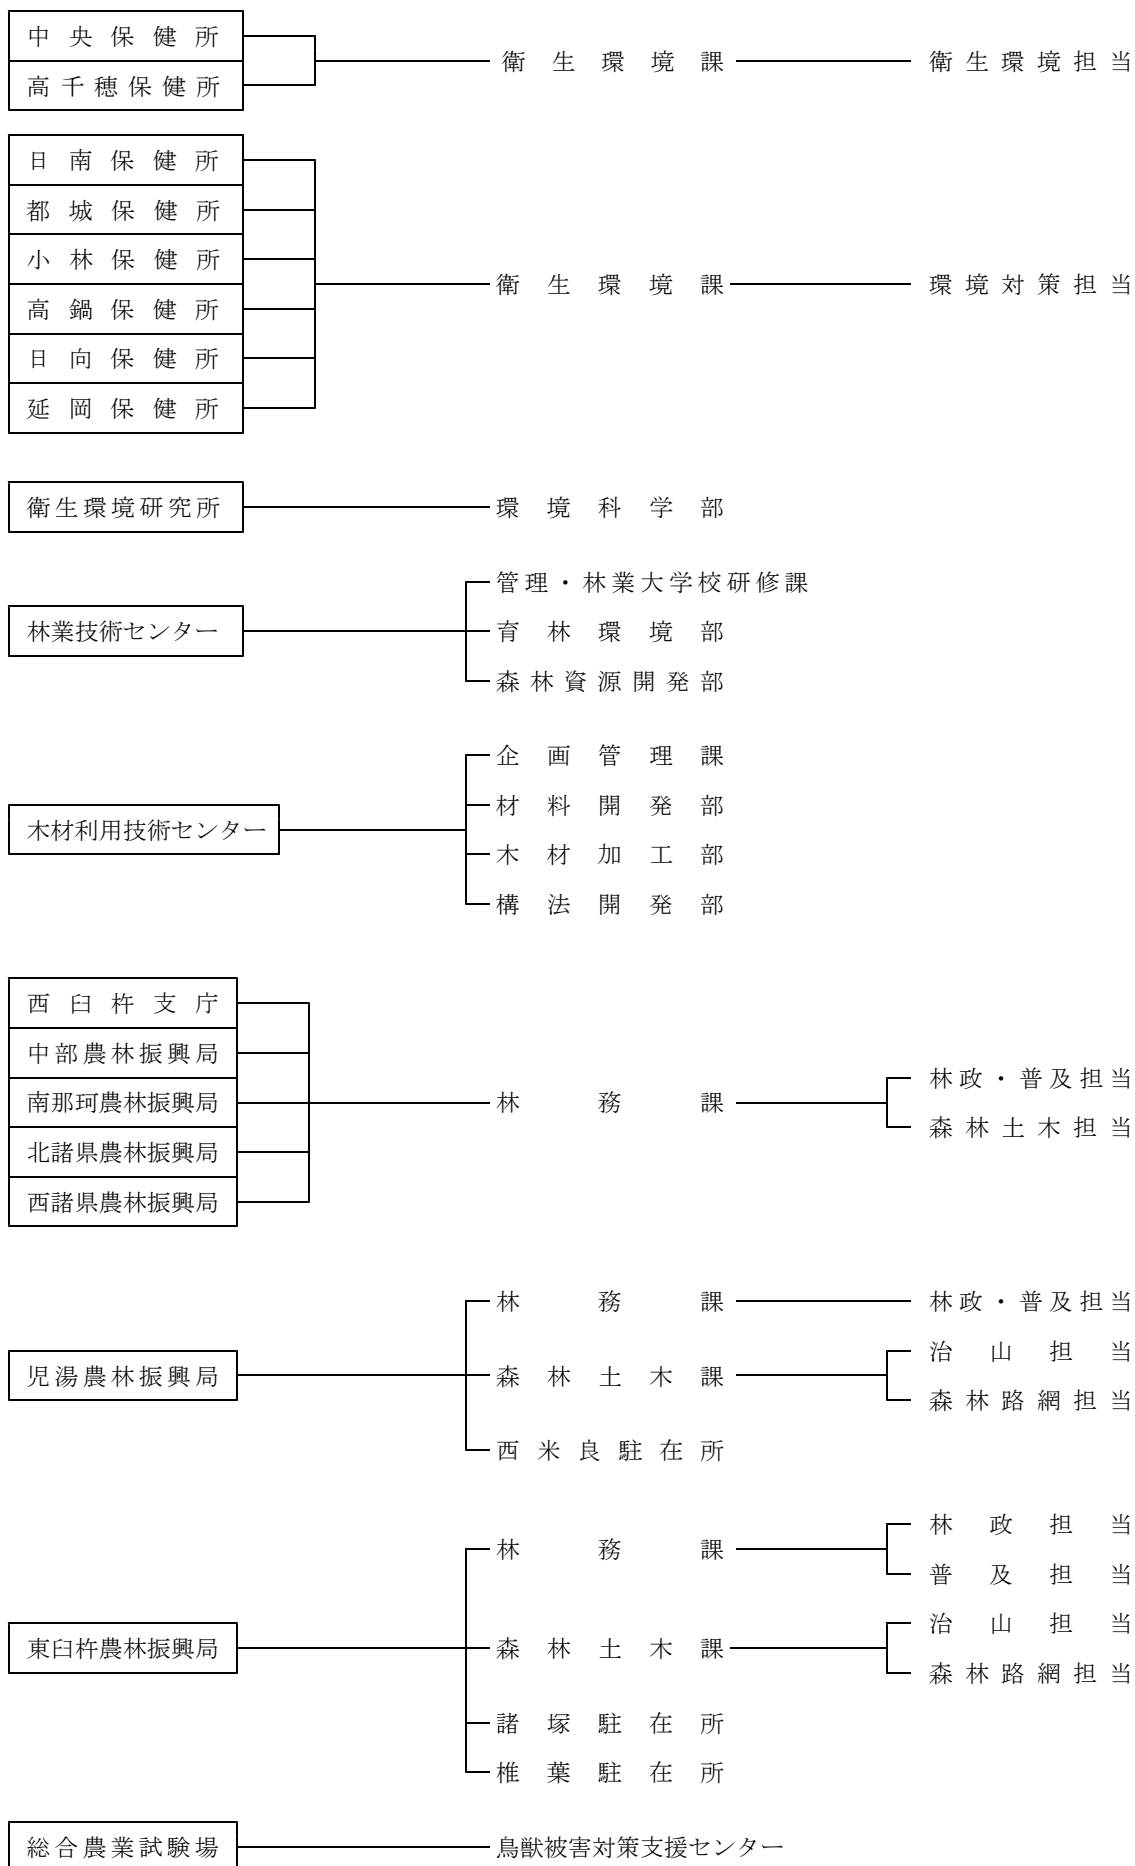 中央保健所
高千穂保健所
衛生環境課
衛生環境担当
日南保健所
都城保健所
小林保健所
高鍋保健所
日向保健所
延岡保健所
衛生環境課
環境対策担当
衛生環境研究所
環境科学部
林業技術センター
管理・林業大学校研修課
育林環境部
森林資源開発部
木材利用技術センター
企画管理課
材料開発部
木材加工部
構法開発部
西臼杵支庁
中部農林振興局
南那珂農林振興局
北諸県農林振興局
西諸県農林振興局
林務課
林政・普及担当
森林土木担当
児湯農林振興局
林務課
林政・普及担当
森林土木課
治山担当
森林路網担当
西米良駐在所
東臼杵農林振興局
林務課
林政担当
普及担当
森林土木課
治山担当
森林路網担当
諸塚駐在所
椎葉駐在所
総合農業試験場
鳥獣被害対策支援センター